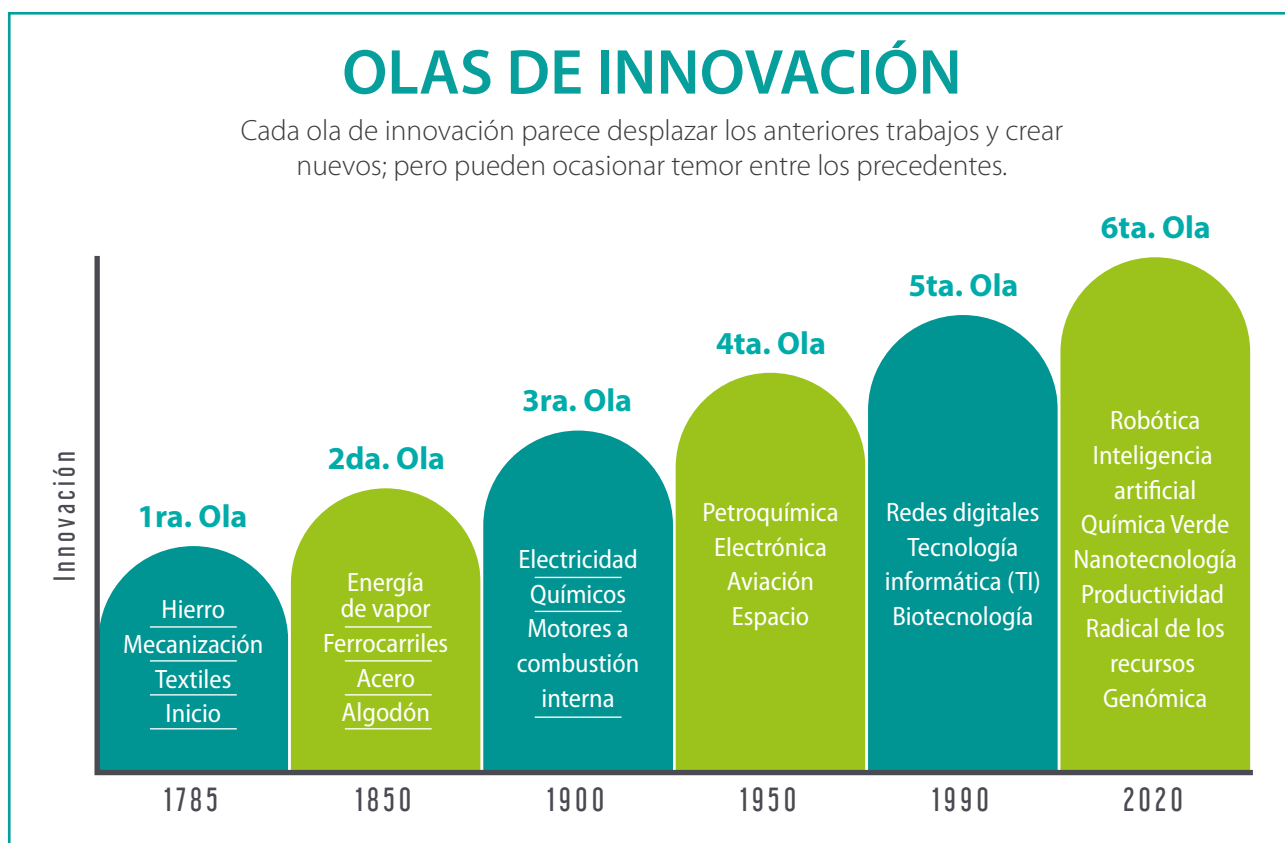 OLAS DE INNOVACIÓN
Cada ola de innovación parece desplazar los anteriores trabajos y crear
nuevos; pero pueden ocasionar temor entre los precedentes.
Innovación
1ra. Ola
Hierro
Mecanización
Textiles
Inicio
1785
2da. Ola
Energía
de vapor
Ferrocarriles
Acero
Algodón
1850
3ra. Ola
Electricidad
Químicos
Motores a
combustión
interna
1900
4ta. Ola
Petroquímica
Electrónica
Aviación
Espacio
1950
5ta. Ola
Redes digitales
Tecnología
informática (TI)
Biotecnología
1990
6ta. Ola
Robótica
Inteligencia
artificial
Química Verde
Nanotecnología
Productividad
Radical de los
recursos
Genómica
2020